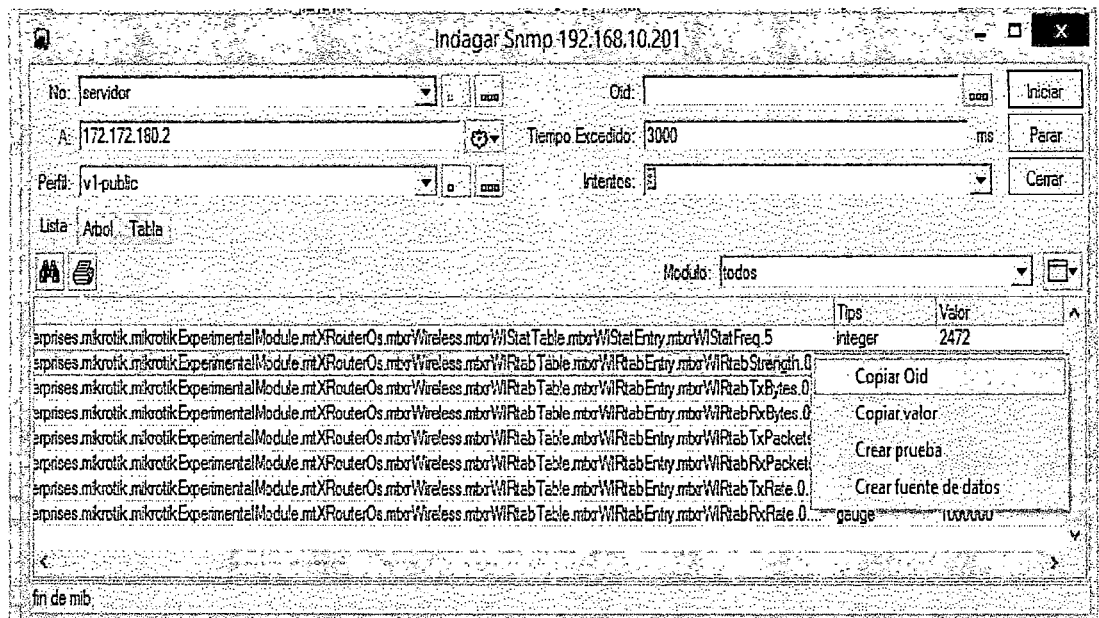 Indagar Snmp 192.168.10.201
No: servidor Oid: Iniciar
A: 172.172.180.2 Tiempo Excedido: 3000 ms Parar
Perfil: v1-public Intentos: Cerrar
Lista Arbol Tabla
Modulo: todos
Tips Valor
erprises.mikrotik.mikrotikExperimentalModule.mtXRouterOs.mtxrWireless.mtxrWlStatTable.mtxrWlStatEntry.mtxrWlStatFreq.5 integer 2472
erprises.mikrotik.mikrotikExperimentalModule.mtXRouterOs.mtxrWireless.mtxrWlRtabTable.mtxrWlRtabEntry.mtxrWlRtabStrength.0 Copiar Oid
erprises.mikrotik.mikrotikExperimentalModule.mtXRouterOs.mtxrWireless.mtxrWlRtabTable.mtxrWlRtabEntry.mtxrWlRtabTxBytes.0
erprises.mikrotik.mikrotikExperimentalModule.mtXRouterOs.mtxrWireless.mtxrWlRtabTable.mtxrWlRtabEntry.mtxrWlRtabRxBytes.0 Copiar valor
erprises.mikrotik.mikrotikExperimentalModule.mtXRouterOs.mtxrWireless.mtxrWlRtabTable.mtxrWlRtabEntry.mtxrWlRtabTxPackets
erprises.mikrotik.mikrotikExperimentalModule.mtXRouterOs.mtxrWireless.mtxrWlRtabTable.mtxrWlRtabEntry.mtxrWlRtabRxPacket Crear prueba
erprises.mikrotik.mikrotikExperimentalModule.mtXRouterOs.mtxrWireless.mtxrWlRtabTable.mtxrWlRtabEntry.mtxrWlRtabTxRate.0. Crear fuente de datos
erprises.mikrotik.mikrotikExperimentalModule.mtXRouterOs.mtxrWireless.mtxrWlRtabTable.mtxrWlRtabEntry.mtxrWlRtabRxRate.0.... gauge 1000000
fin de mib